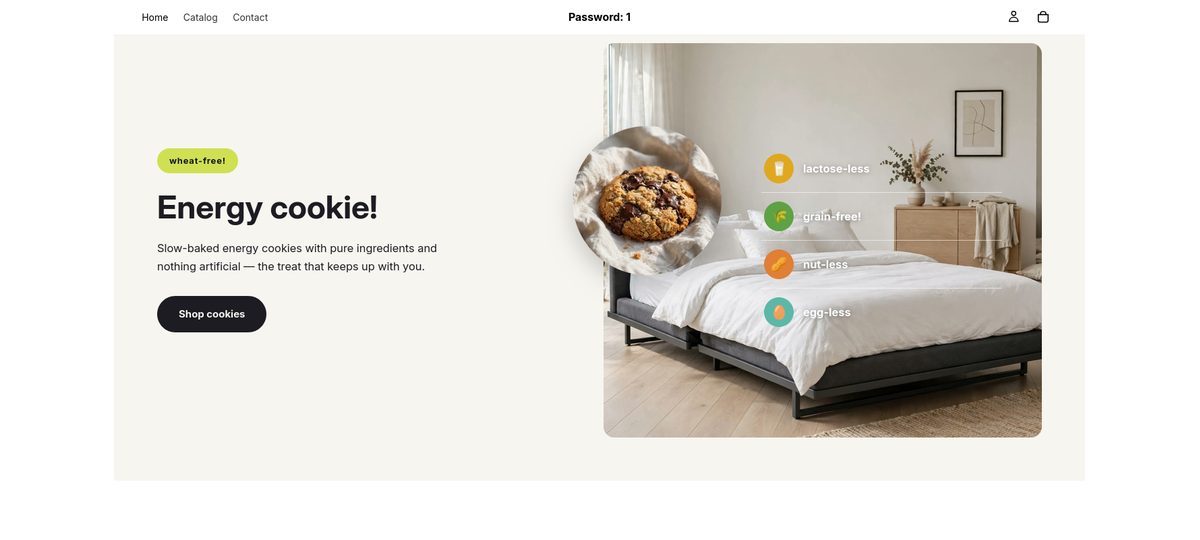 Home
Catalog
Contact
Password: 1
wheat-free!
Energy cookie!
Slow-baked energy cookies with pure ingredients and
nothing artificial — the treat that keeps up with you.
Shop cookies
lactose-less
grain-free!
nut-less
egg-less